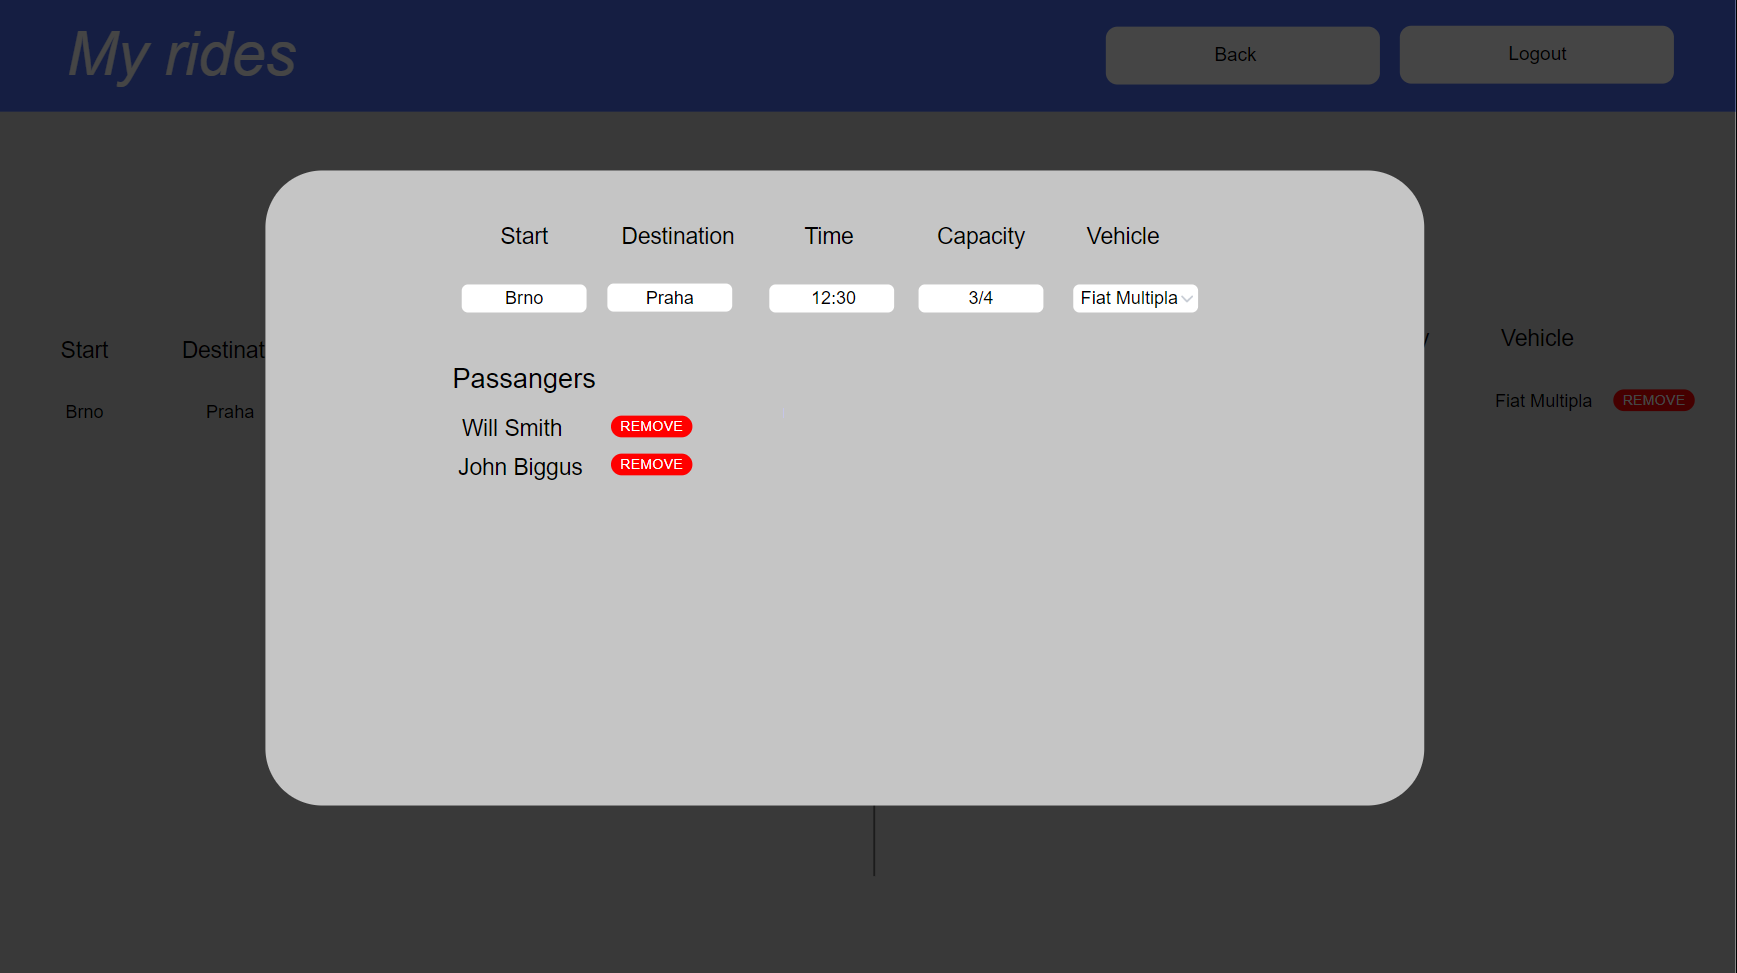 My rides
Back
Logout
Start Destination Time Capacity Vehicle
Brno Praha 12:30 3/4 Fiat Multipla
Passangers
Will Smith REMOVE
John Biggus REMOVE
Start Destinat
Brno Praha
y Vehicle
Fiat Multipla REMOVE